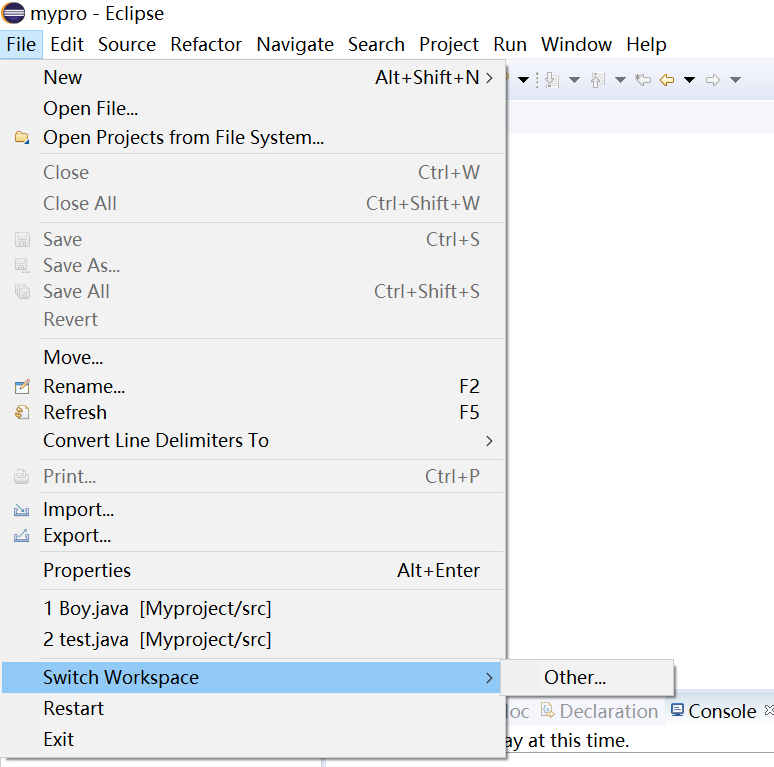 mypro - Eclipse
File Edit Source Refactor Navigate Search Project Run Window Help
New Alt+Shift+N >
Open File...
Open Projects from File System...
Close Ctrl+W
Close All Ctrl+Shift+W
Save Ctrl+S
Save As...
Save All Ctrl+Shift+S
Revert
Move...
Rename... F2
Refresh F5
Convert Line Delimiters To >
Print... Ctrl+P
Import...
Export...
Properties Alt+Enter
1 Boy.java [Myproject/src]
2 test.java [Myproject/src]
Switch Workspace > Other...
Restart
Declaration Console
Exit
at this time.